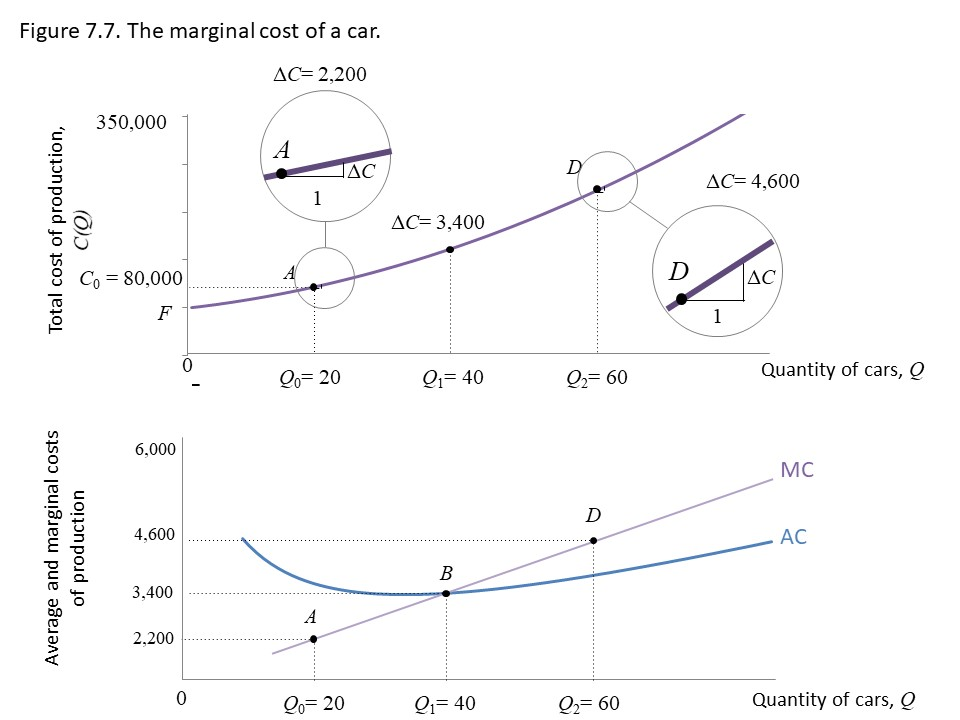 Figure 7.7. The marginal cost of a car.
ΔC= 2,200
350,000
Total cost of production,
C(Q)
A
ΔC
1
D
ΔC= 4,600
ΔC= 3,400
A
C₀ = 80,000
D
ΔC
1
F
0
Q₀= 20
Q₁= 40
Q₂= 60
Quantity of cars, Q
Average and marginal costs
of production
6,000
MC
D
4,600
AC
B
3,400
A
2,200
0
Q₀= 20
Q₁= 40
Q₂= 60
Quantity of cars, Q